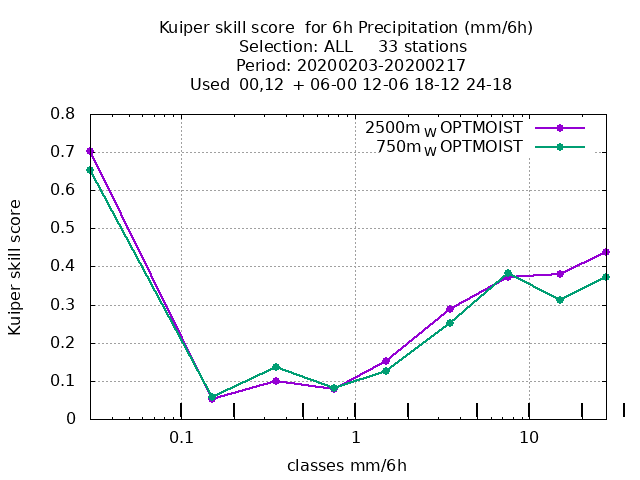 Kuiper skill score  for 6h Precipitation (mm/6h)
Selection: ALL     33 stations
Period: 20200203-20200217
Used  00,12  + 06-00 12-06 18-12 24-18
2500m W OPTMOIST
750m W OPTMOIST
0.8
0.7
0.6
0.5
0.4
0.3
0.2
0.1
0
Kuiper skill score
0.1 1 10
classes mm/6h